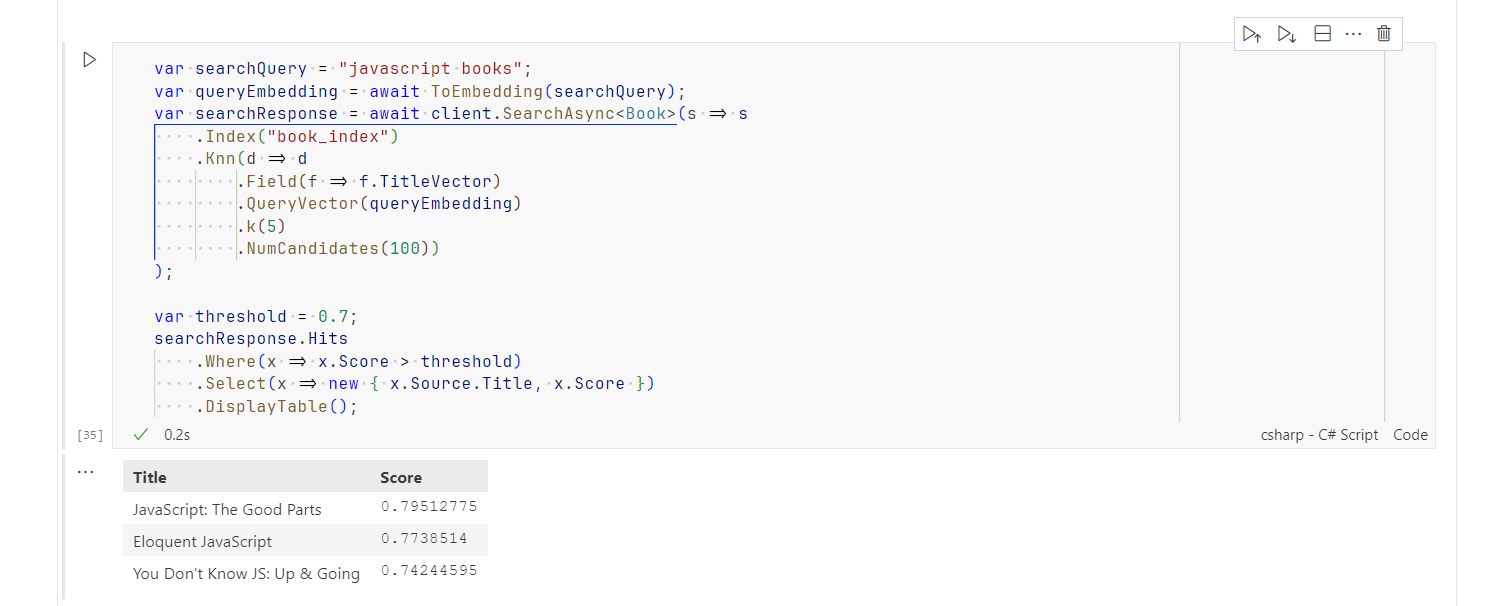 var searchQuery = "javascript books";
var queryEmbedding = await ToEmbedding(searchQuery);
var searchResponse = await client.SearchAsync<Book>(s => s
    .Index("book_index")
    .Knn(d => d
        .Field(f => f.TitleVector)
        .QueryVector(queryEmbedding)
        .k(5)
        .NumCandidates(100))
);

var threshold = 0.7;
searchResponse.Hits
    .Where(x => x.Score > threshold)
    .Select(x => new { x.Source.Title, x.Score })
    .DisplayTable();
[35] 0.2s csharp - C# Script Code
Title Score
JavaScript: The Good Parts 0.79512775
Eloquent JavaScript 0.7738514
You Don't Know JS: Up & Going 0.74244595